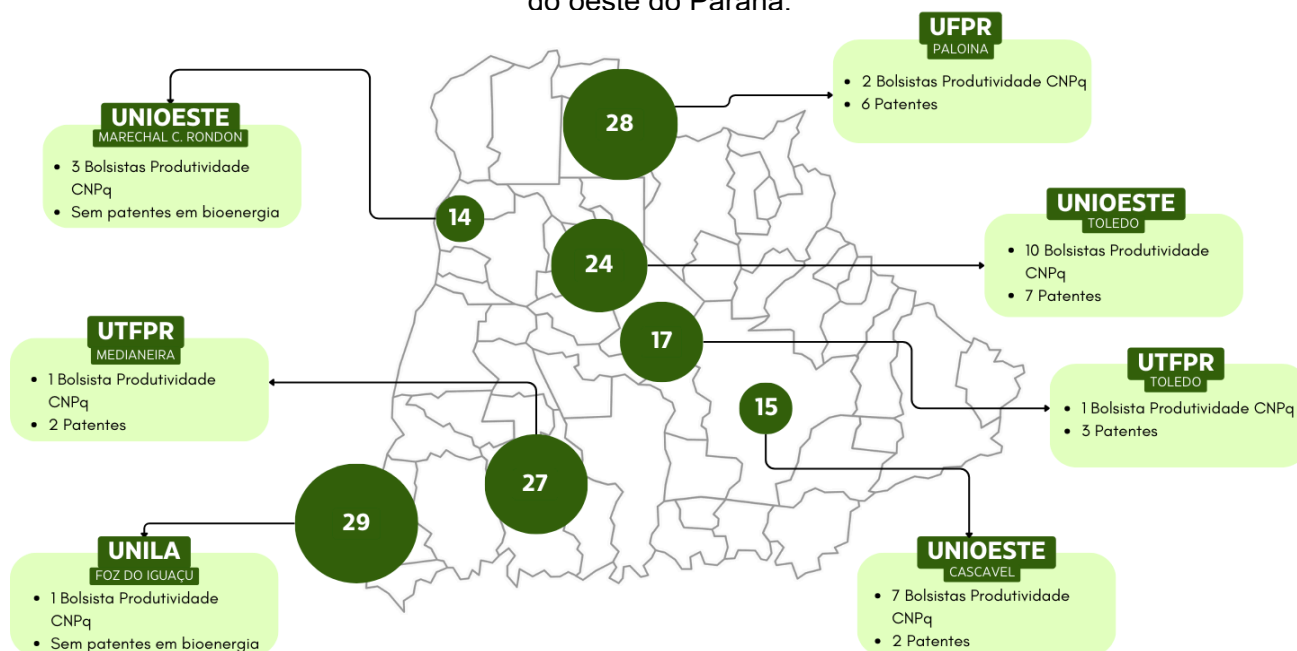 do oeste do Paraná.
UFPR
PALOINA
• 2 Bolsistas Produtividade CNPq
• 6 Patentes
UNIOESTE
MARECHAL C. RONDON
• 3 Bolsistas Produtividade
CNPq
• Sem patentes em bioenergia
28
14
UNIOESTE
TOLEDO
• 10 Bolsistas Produtividade
CNPq
• 7 Patentes
24
UTFPR
MEDIANEIRA
• 1 Bolsista Produtividade
CNPq
• 2 Patentes
17
UTFPR
TOLEDO
• 1 Bolsista Produtividade CNPq
• 3 Patentes
15
27
29
UNILA
FOZ DO IGUAÇU
• 1 Bolsista Produtividade
CNPq
• Sem patentes em bioenergia
UNIOESTE
CASCAVEL
• 7 Bolsistas Produtividade
CNPq
• 2 Patentes